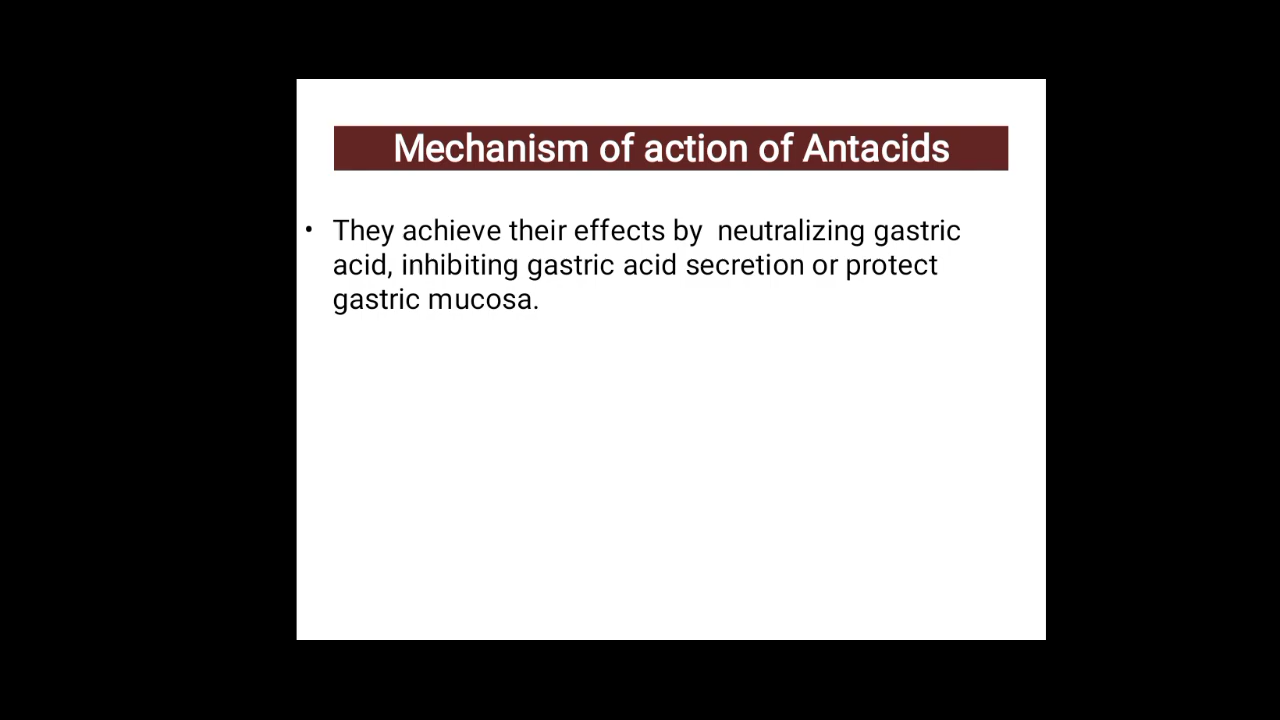 Mechanism of action of Antacids
• They achieve their effects by  neutralizing gastric
acid, inhibiting gastric acid secretion or protect
gastric mucosa.